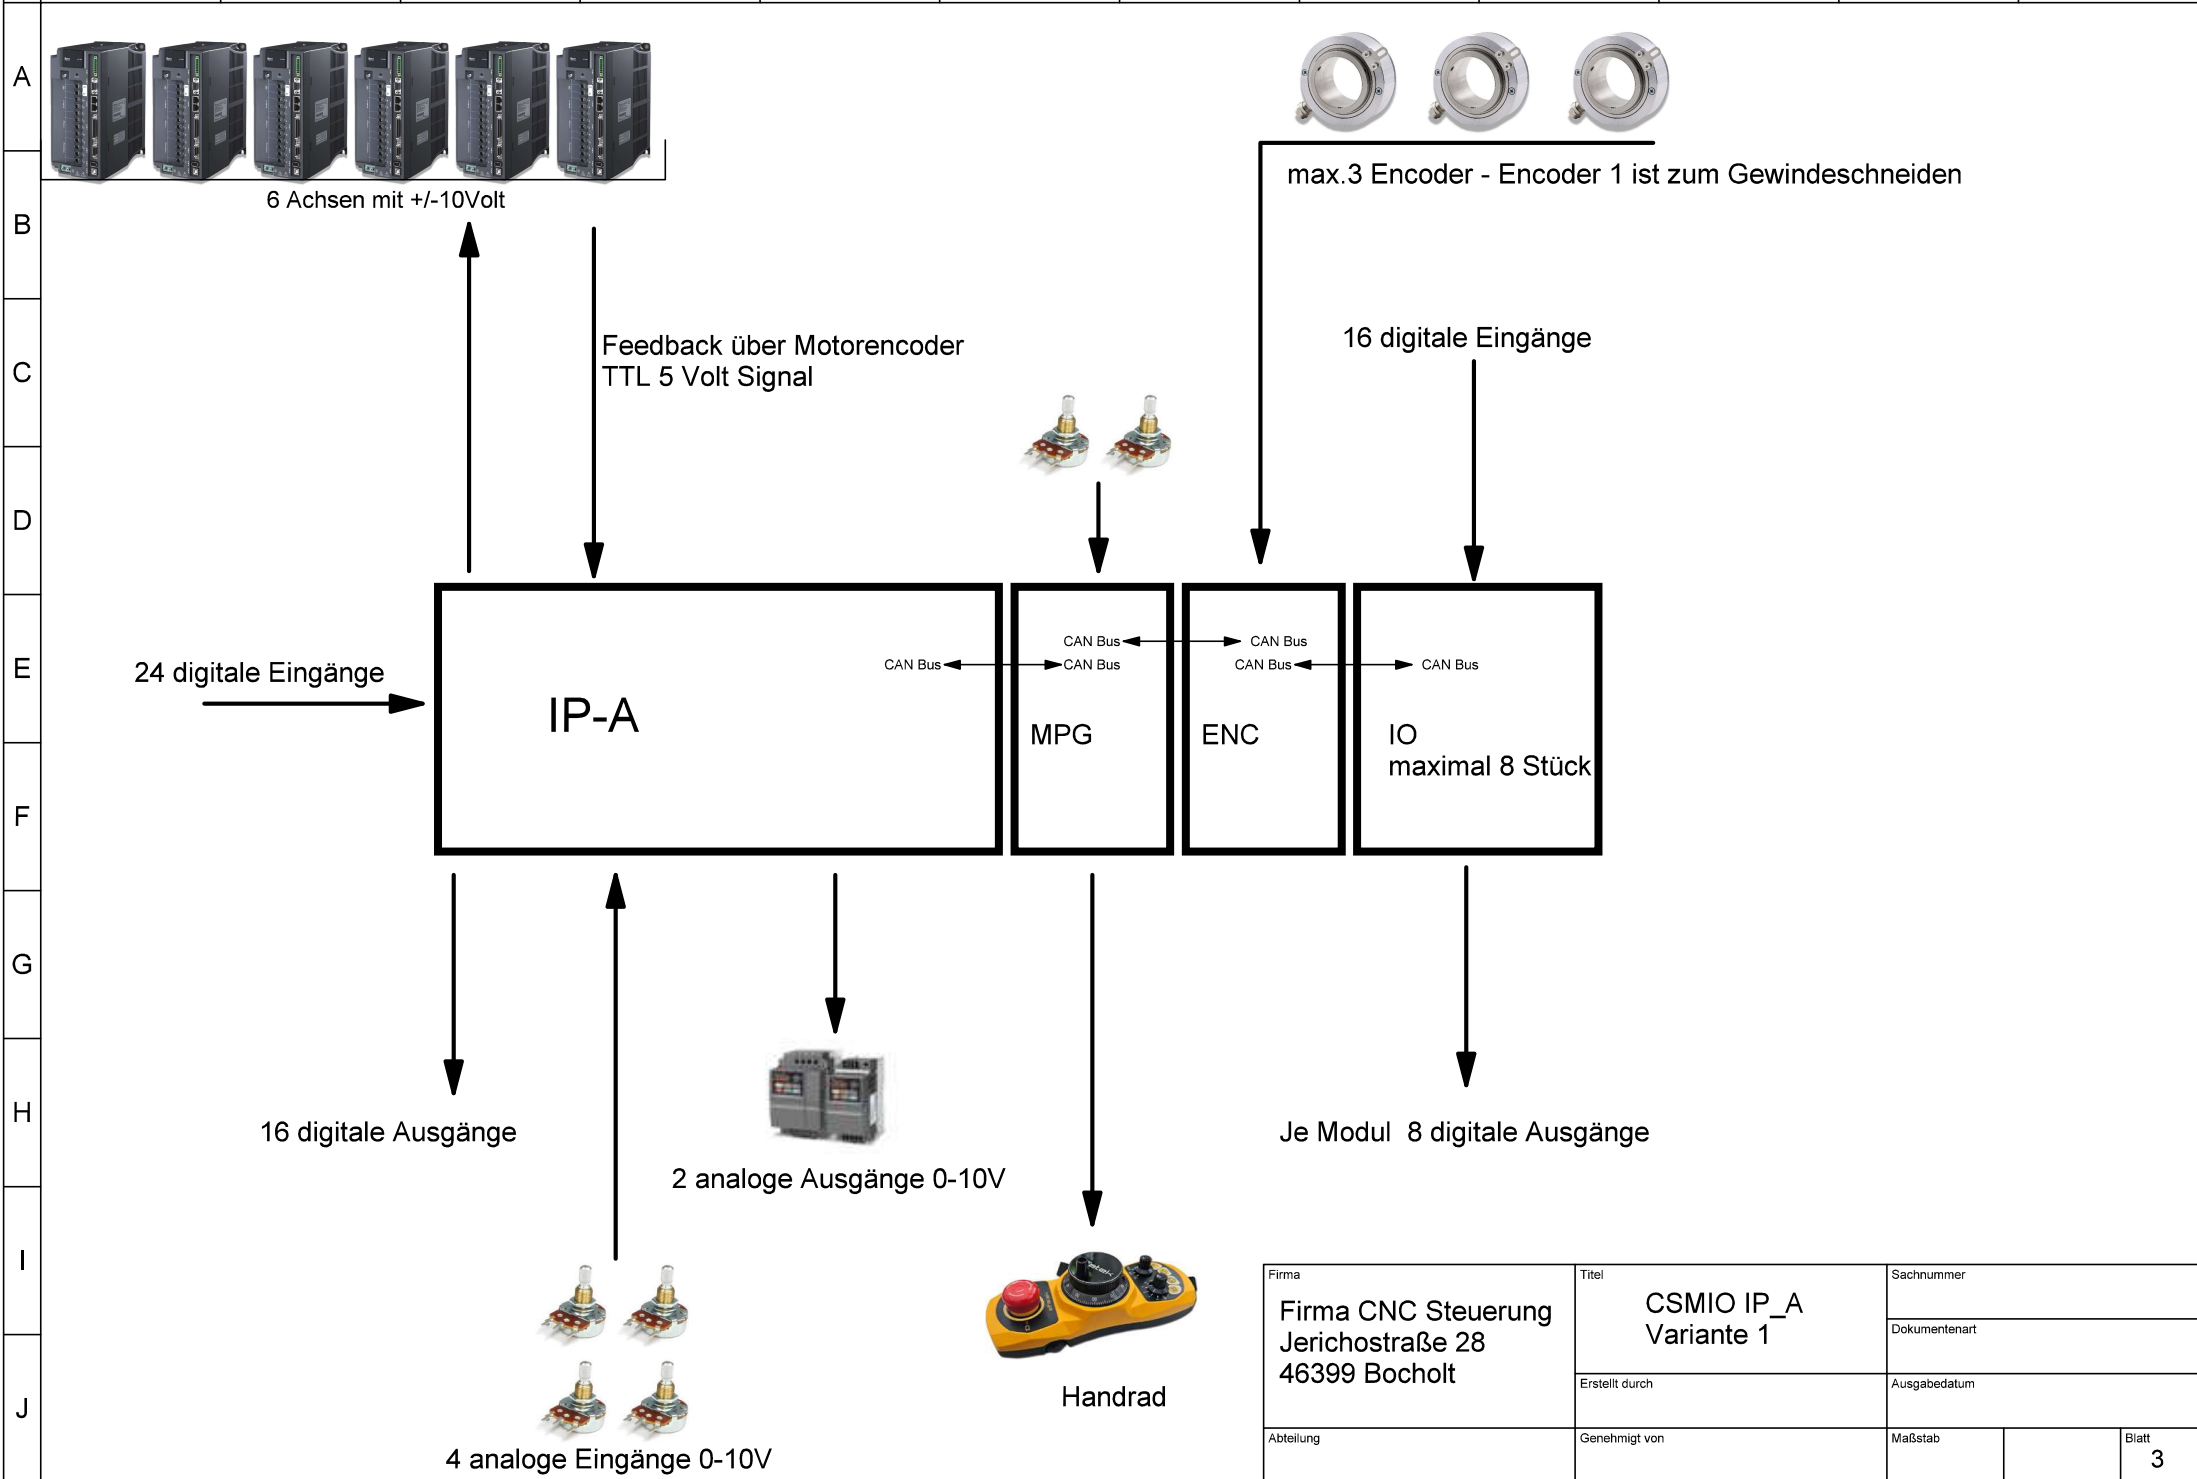 A
B
C
D
E
F
G
H
I
J
6 Achsen mit +/-10Volt
max.3 Encoder - Encoder 1 ist zum Gewindeschneiden
Feedback über Motorencoder
TTL 5 Volt Signal
16 digitale Eingänge
24 digitale Eingänge
IP-A
CAN Bus
CAN Bus
CAN Bus
MPG
CAN Bus
CAN Bus
ENC
CAN Bus
IO
maximal 8 Stück
16 digitale Ausgänge
2 analoge Ausgänge 0-10V
Je Modul  8 digitale Ausgänge
4 analoge Eingänge 0-10V
Handrad
Firma
Firma CNC Steuerung
Jerichostraße 28
46399 Bocholt
Titel
CSMIO IP_A
Variante 1
Sachnummer
Dokumentenart
Erstellt durch
Ausgabedatum
Abteilung
Genehmigt von
Maßstab
Blatt
3